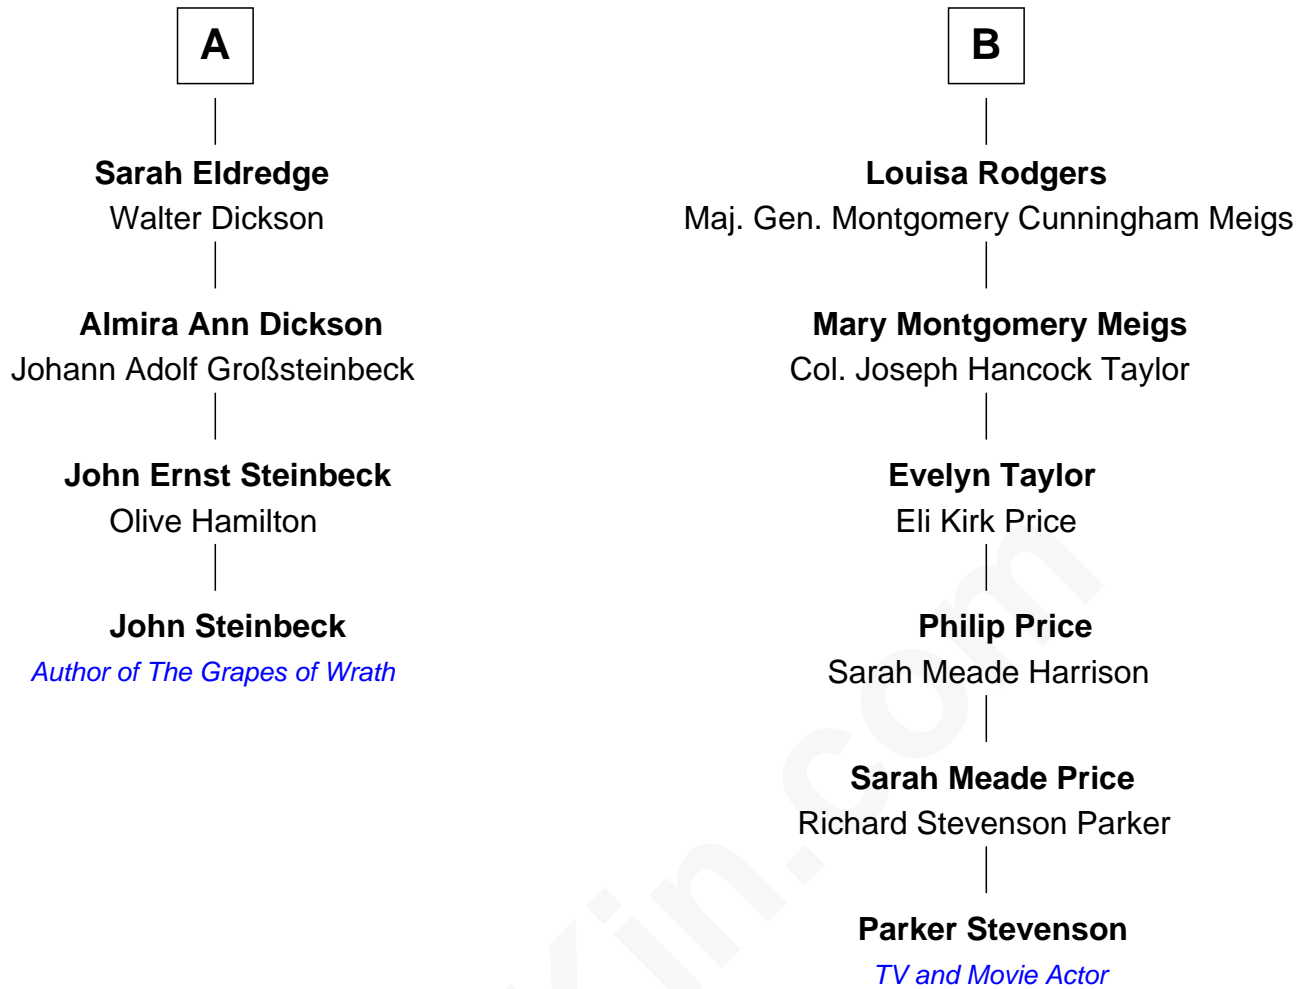 A
Sarah Eldredge
Walter Dickson
Almira Ann Dickson
Johann Adolf Großsteinbeck
John Ernst Steinbeck
Olive Hamilton
John Steinbeck
Author of The Grapes of Wrath
B
Louisa Rodgers
Maj. Gen. Montgomery Cunningham Meigs
Mary Montgomery Meigs
Col. Joseph Hancock Taylor
Evelyn Taylor
Eli Kirk Price
Philip Price
Sarah Meade Harrison
Sarah Meade Price
Richard Stevenson Parker
Parker Stevenson
TV and Movie Actor